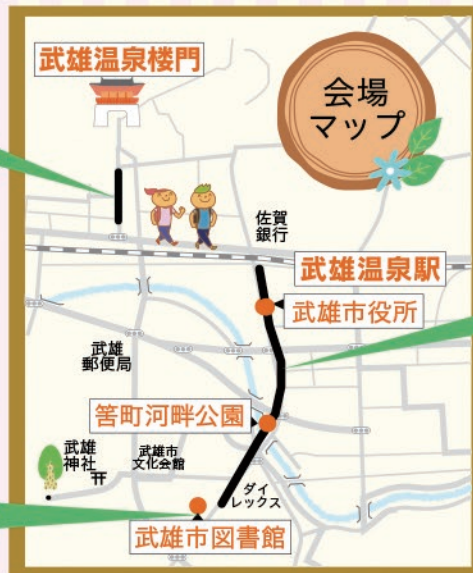 武雄温泉楼門
会場
マップ
佐賀
銀行
武雄温泉駅
武雄市役所
武雄
郵便局
筈町河畔公園
武雄
神社
武雄市
文化会館
ダイ
レックス
武雄市図書館